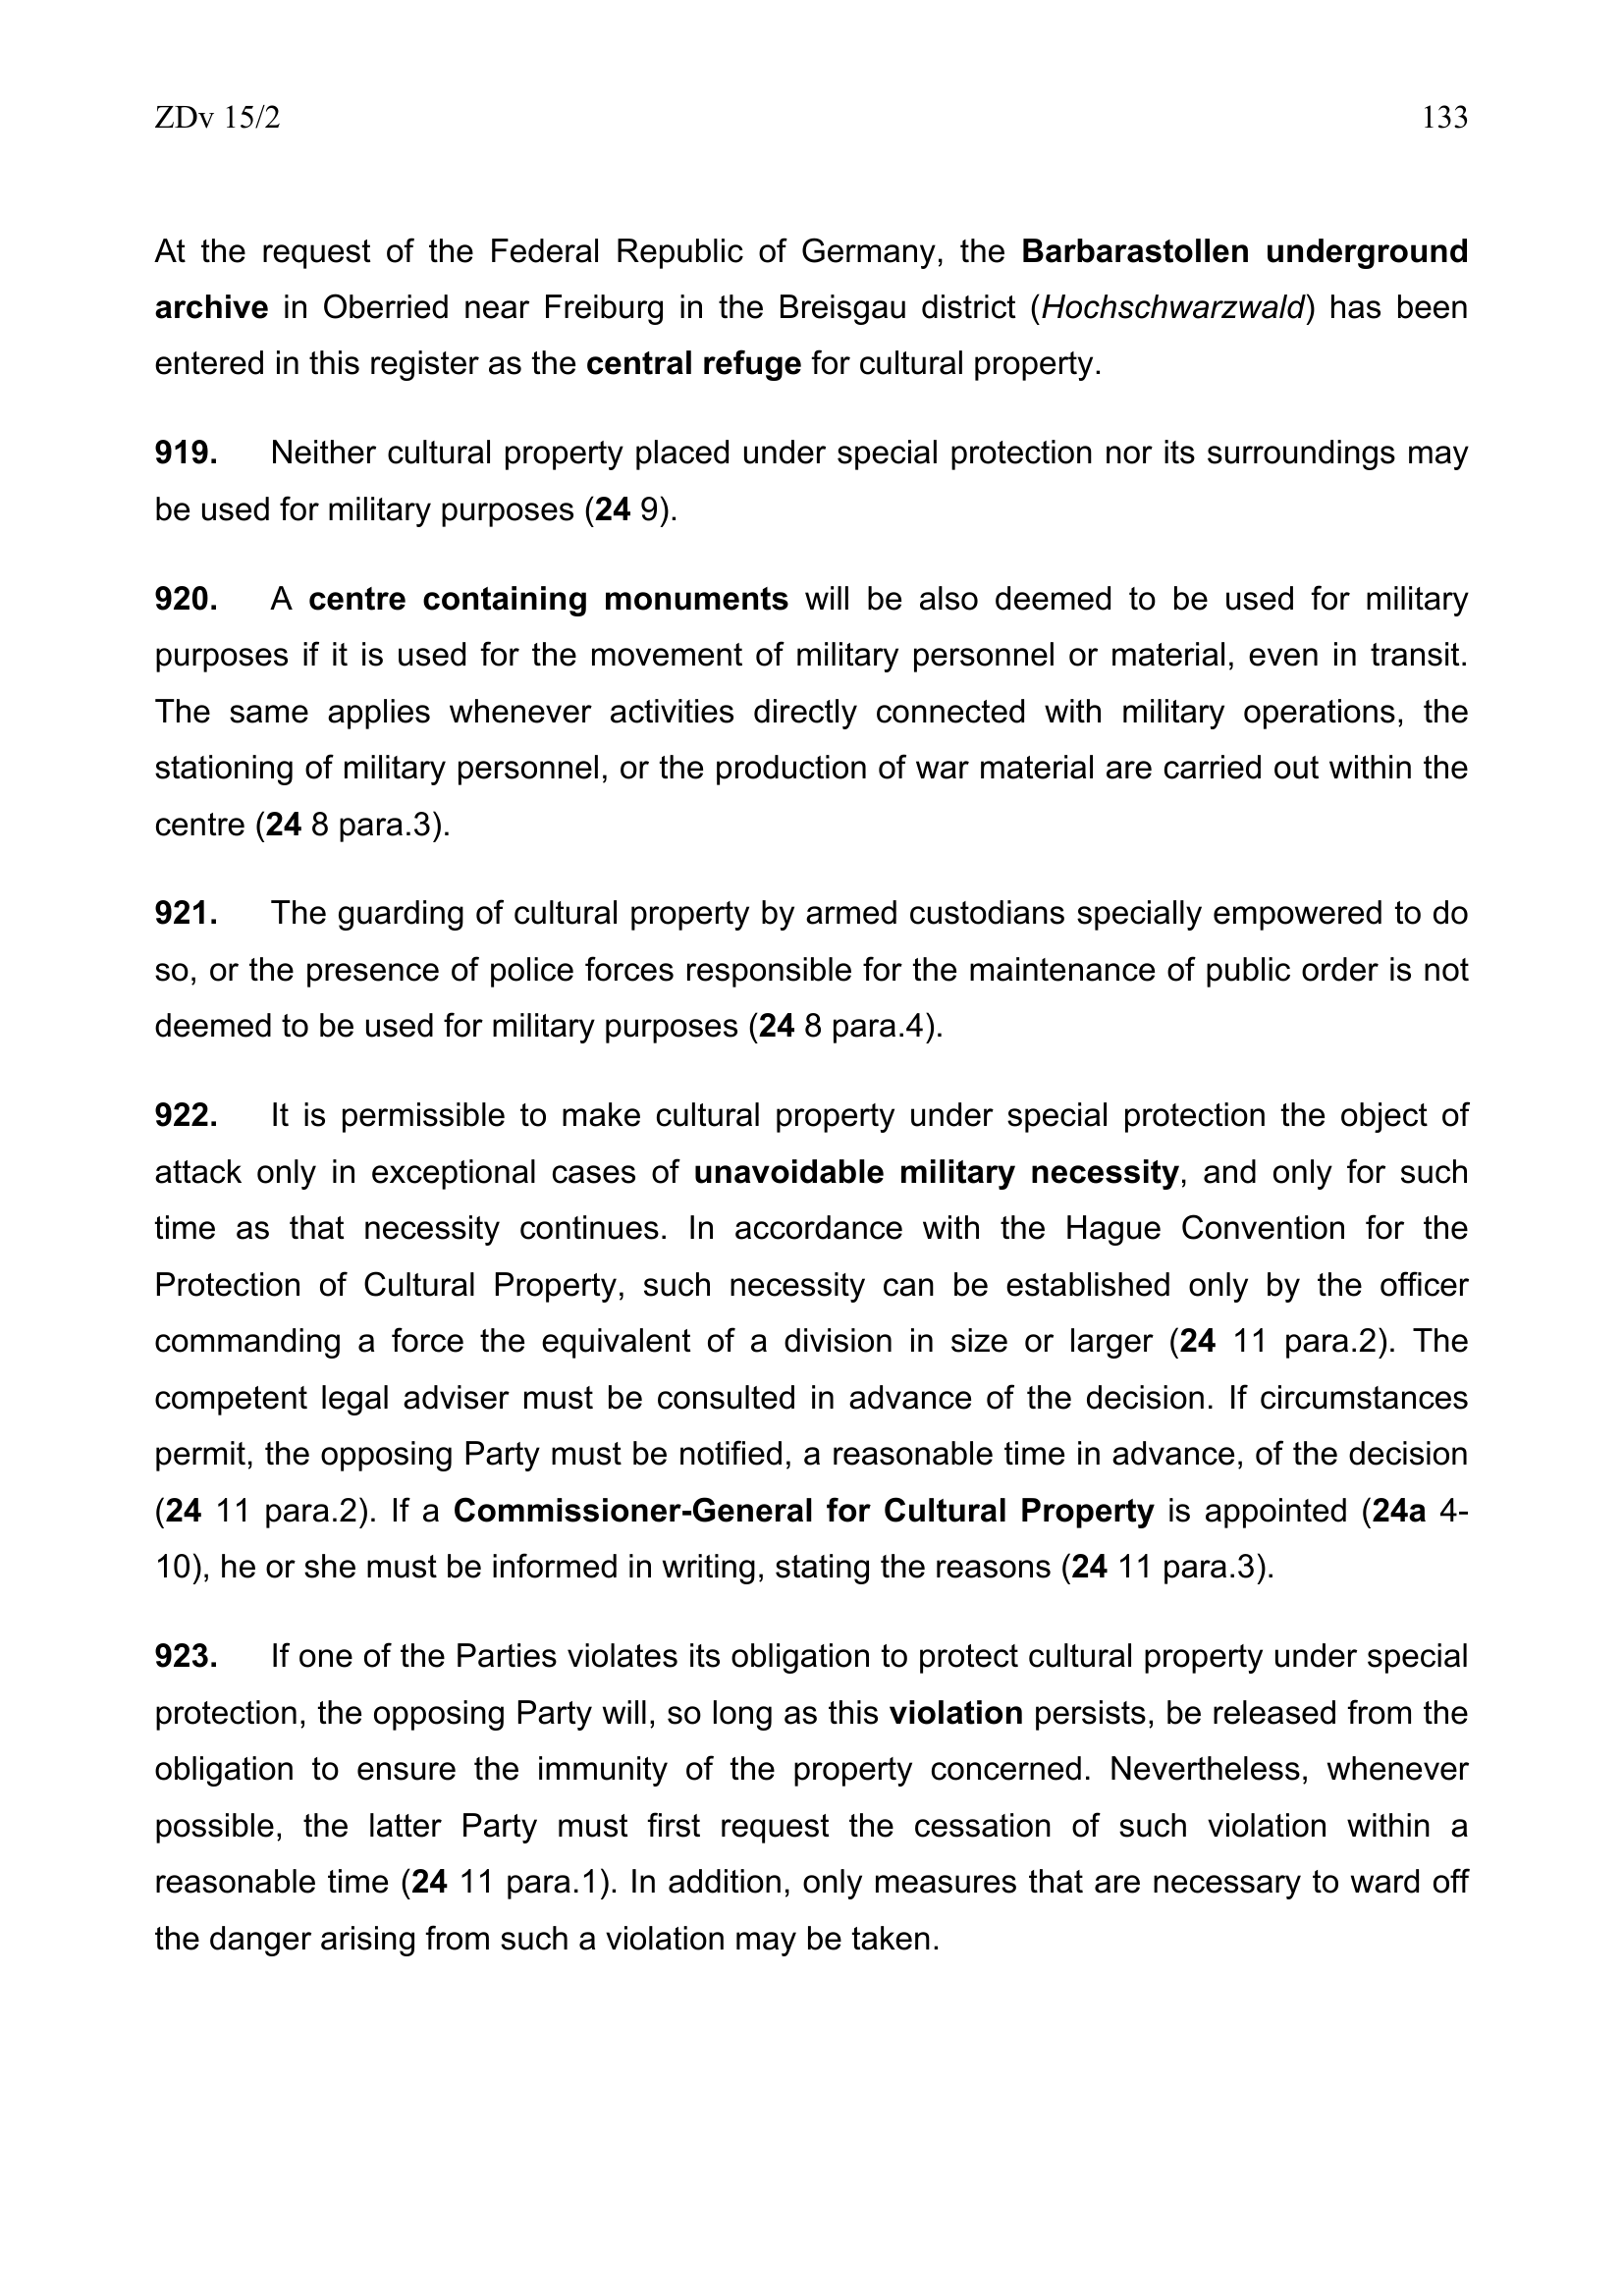 ZDv 15/2 133
At the request of the Federal Republic of Germany, the Barbarastollen underground
archive in Oberried near Freiburg in the Breisgau district (Hochschwarzwald) has been
entered in this register as the central refuge for cultural property.
919. Neither cultural property placed under special protection nor its surroundings may
be used for military purposes (24 9).
920. A centre containing monuments will be also deemed to be used for military
purposes if it is used for the movement of military personnel or material, even in transit.
The same applies whenever activities directly connected with military operations, the
stationing of military personnel, or the production of war material are carried out within the
centre (24 8 para.3).
921. The guarding of cultural property by armed custodians specially empowered to do
so, or the presence of police forces responsible for the maintenance of public order is not
deemed to be used for military purposes (24 8 para.4).
922. It is permissible to make cultural property under special protection the object of
attack only in exceptional cases of unavoidable military necessity, and only for such
time as that necessity continues. In accordance with the Hague Convention for the
Protection of Cultural Property, such necessity can be established only by the officer
commanding a force the equivalent of a division in size or larger (24 11 para.2). The
competent legal adviser must be consulted in advance of the decision. If circumstances
permit, the opposing Party must be notified, a reasonable time in advance, of the decision
(24 11 para.2). If a Commissioner-General for Cultural Property is appointed (24a 4-
10), he or she must be informed in writing, stating the reasons (24 11 para.3).
923. If one of the Parties violates its obligation to protect cultural property under special
protection, the opposing Party will, so long as this violation persists, be released from the
obligation to ensure the immunity of the property concerned. Nevertheless, whenever
possible, the latter Party must first request the cessation of such violation within a
reasonable time (24 11 para.1). In addition, only measures that are necessary to ward off
the danger arising from such a violation may be taken.